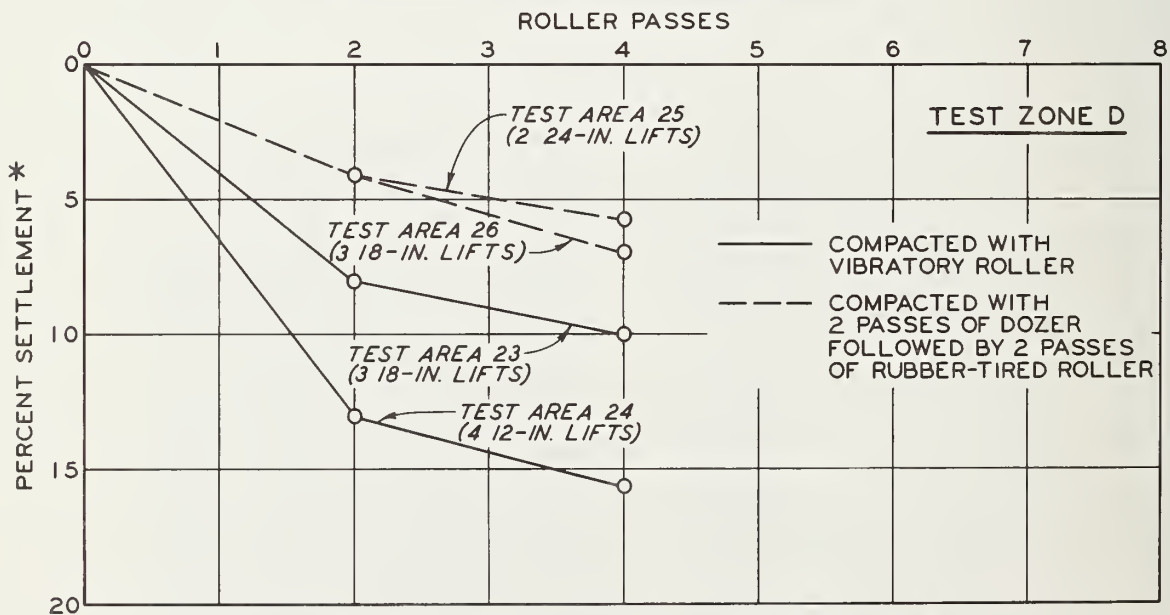 ROLLER PASSES
0 1 2 3 4 5 6 7 8
0
5
10
15
20
PERCENT SETTLEMENT *
TEST ZONE D
TEST AREA 25
(2 24-IN. LIFTS)
TEST AREA 26
(3 18-IN. LIFTS)
TEST AREA 23
(3 18-IN. LIFTS)
TEST AREA 24
(4 12-IN. LIFTS)
COMPACTED WITH
VIBRATORY ROLLER
COMPACTED WITH
2 PASSES OF DOZER
FOLLOWED BY 2 PASSES
OF RUBBER-TIRED ROLLER